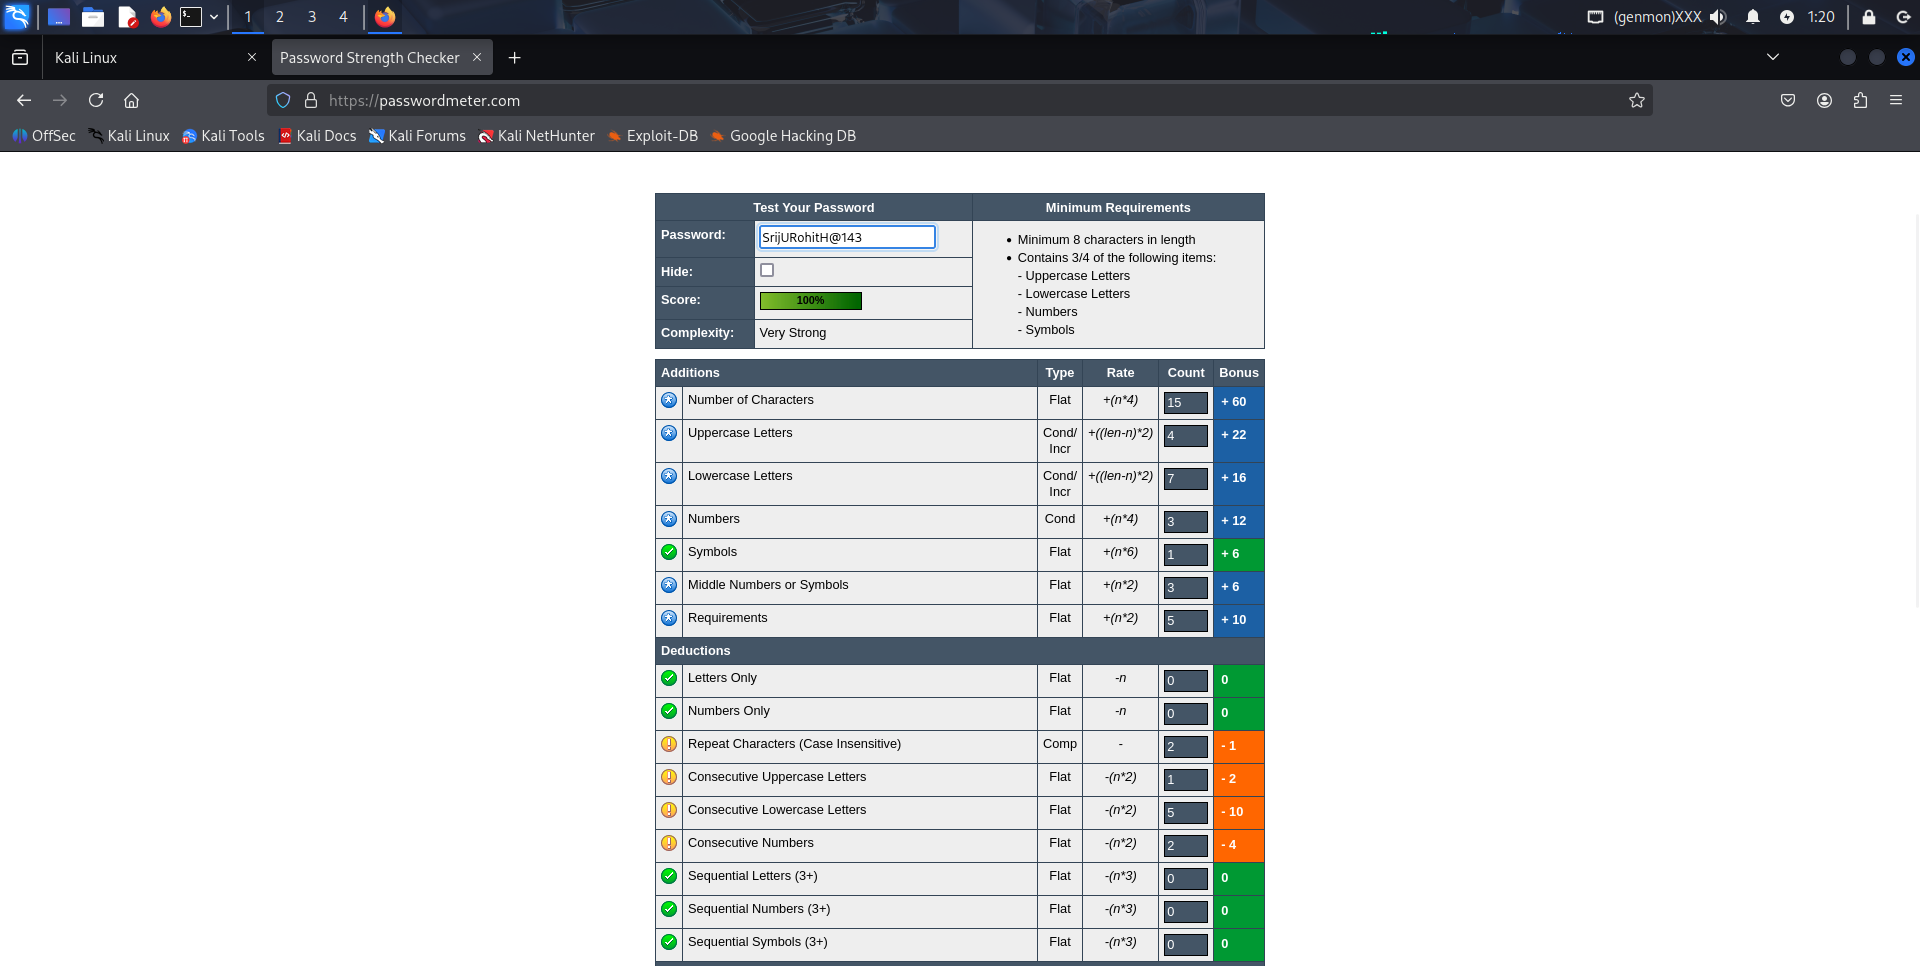 1 2 3 4 (genmon)XXX 1:20
Kali Linux Password Strength Checker
https://passwordmeter.com
OffSec Kali Linux Kali Tools Kali Docs Kali Forums Kali NetHunter Exploit-DB Google Hacking DB
Test Your Password Minimum Requirements
Password: SrijURohitH@143
Hide:
Score: 100%
Complexity: Very Strong
• Minimum 8 characters in length
• Contains 3/4 of the following items:
- Uppercase Letters
- Lowercase Letters
- Numbers
- Symbols
Additions Type Rate Count Bonus
Number of Characters Flat +(n*4) 15 + 60
Uppercase Letters Cond/Incr +((len-n)*2) 4 + 22
Lowercase Letters Cond/Incr +((len-n)*2) 7 + 16
Numbers Cond +(n*4) 3 + 12
Symbols Flat +(n*6) 1 + 6
Middle Numbers or Symbols Flat +(n*2) 3 + 6
Requirements Flat +(n*2) 5 + 10
Deductions
Letters Only Flat -n 0 0
Numbers Only Flat -n 0 0
Repeat Characters (Case Insensitive) Comp - 2 - 1
Consecutive Uppercase Letters Flat -(n*2) 1 - 2
Consecutive Lowercase Letters Flat -(n*2) 5 - 10
Consecutive Numbers Flat -(n*2) 2 - 4
Sequential Letters (3+) Flat -(n*3) 0 0
Sequential Numbers (3+) Flat -(n*3) 0 0
Sequential Symbols (3+) Flat -(n*3) 0 0